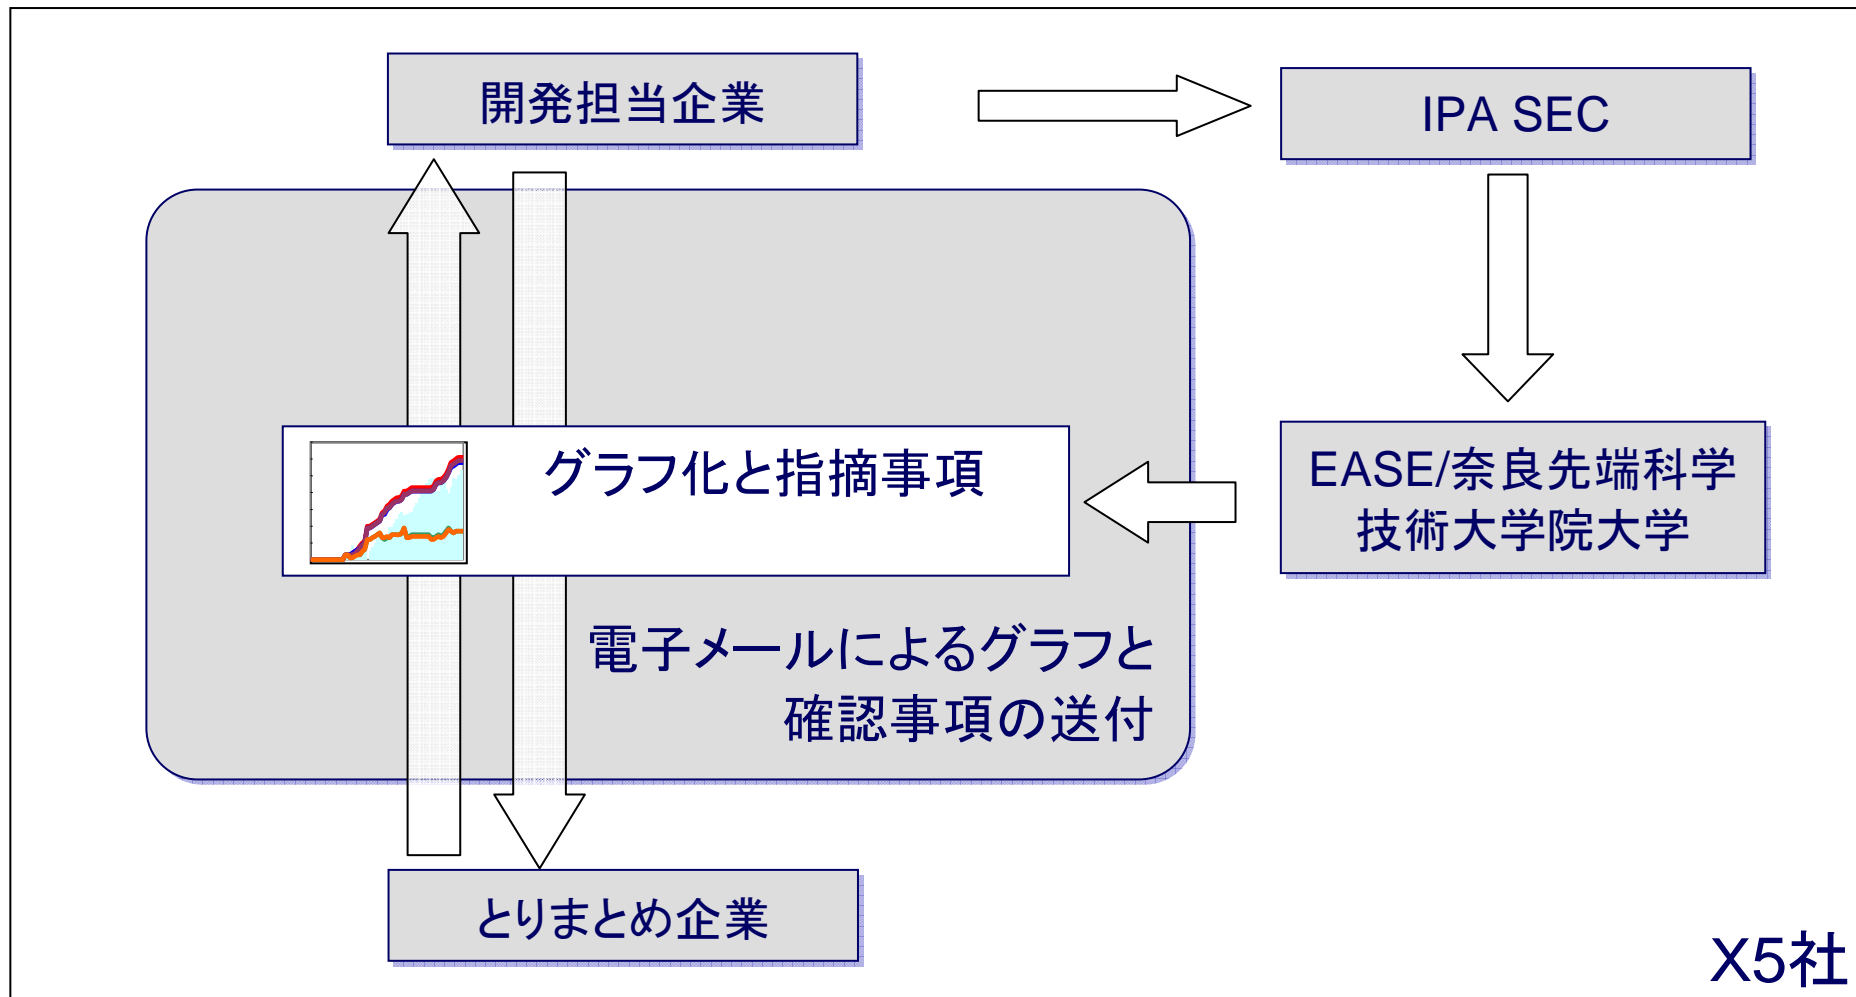 開発担当企業
IPA SEC
グラフ化と指摘事項
EASE/奈良先端科学
技術大学院大学
電子メールによるグラフと
確認事項の送付
とりまとめ企業
X5社